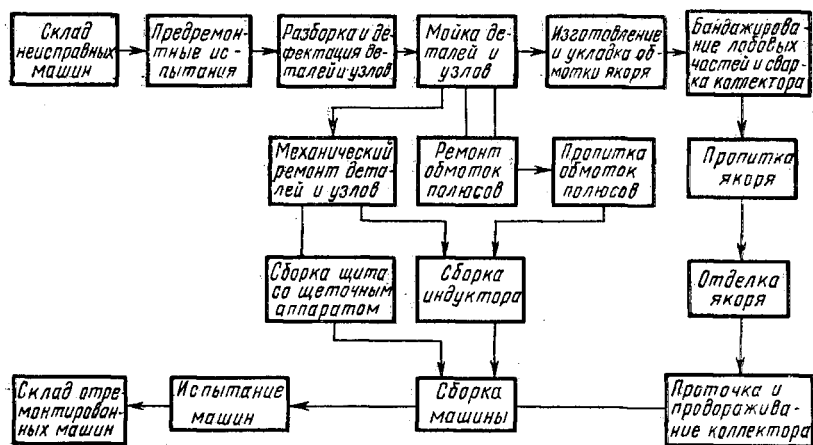 Склад
неисправных
машин
Предремонт-
ные ис-
пытания
Разборка и де-
фектация де-
талей и узлов
Мойка де-
талей и
узлов
Изготовление
и укладка об-
мотки якоря
Бандажирова-
ние лобовых
частей и свар-
ка коллектора
Механический
ремонт дета-
лей и узлов
Ремонт
обмоток
полюсов
Пропитка
обмоток
полюсов
Пропитка
якоря
Сборка щита
со щеточным
аппаратом
Сборка
индуктора
Отделка
якоря
Склад отре-
монтирован-
ных машин
Испытание
машин
Сборка
машины
Проточка и
продоражива-
ние коллектора